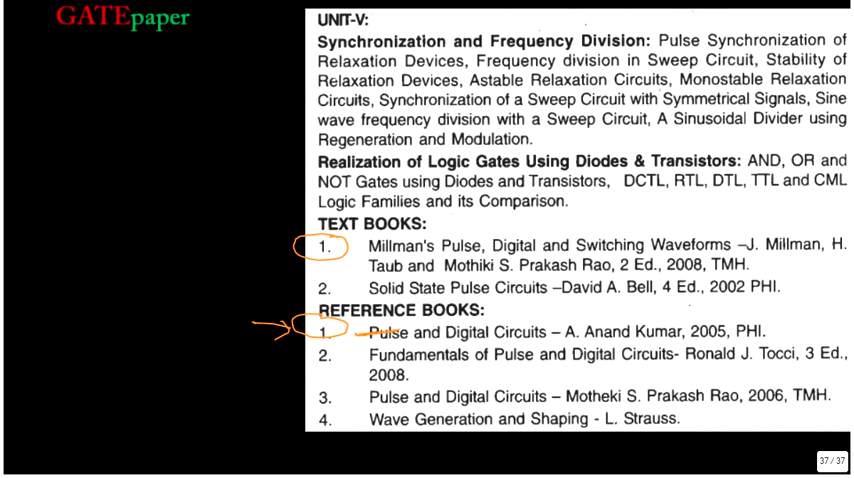 GATEpaper
UNIT-V:
Synchronization and Frequency Division: Pulse Synchronization of
Relaxation Devices, Frequency division in Sweep Circuit, Stability of
Relaxation Devices, Astable Relaxation Circuits, Monostable Relaxation
Circuits, Synchronization of a Sweep Circuit with Symmetrical Signals, Sine
wave frequency division with a Sweep Circuit, A Sinusoidal Divider using
Regeneration and Modulation.
Realization of Logic Gates Using Diodes & Transistors: AND, OR and
NOT Gates using Diodes and Transistors, DCTL, RTL, DTL, TTL and CML
Logic Families and its Comparison.
TEXT BOOKS:
1. Millman's Pulse, Digital and Switching Waveforms –J. Millman, H.
Taub and Mothiki S. Prakash Rao, 2 Ed., 2008, TMH.
2. Solid State Pulse Circuits –David A. Bell, 4 Ed., 2002 PHI.
REFERENCE BOOKS:
1. Pulse and Digital Circuits – A. Anand Kumar, 2005, PHI.
2. Fundamentals of Pulse and Digital Circuits- Ronald J. Tocci, 3 Ed.,
2008.
3. Pulse and Digital Circuits – Motheki S. Prakash Rao, 2006, TMH.
4. Wave Generation and Shaping - L. Strauss.
37 / 37